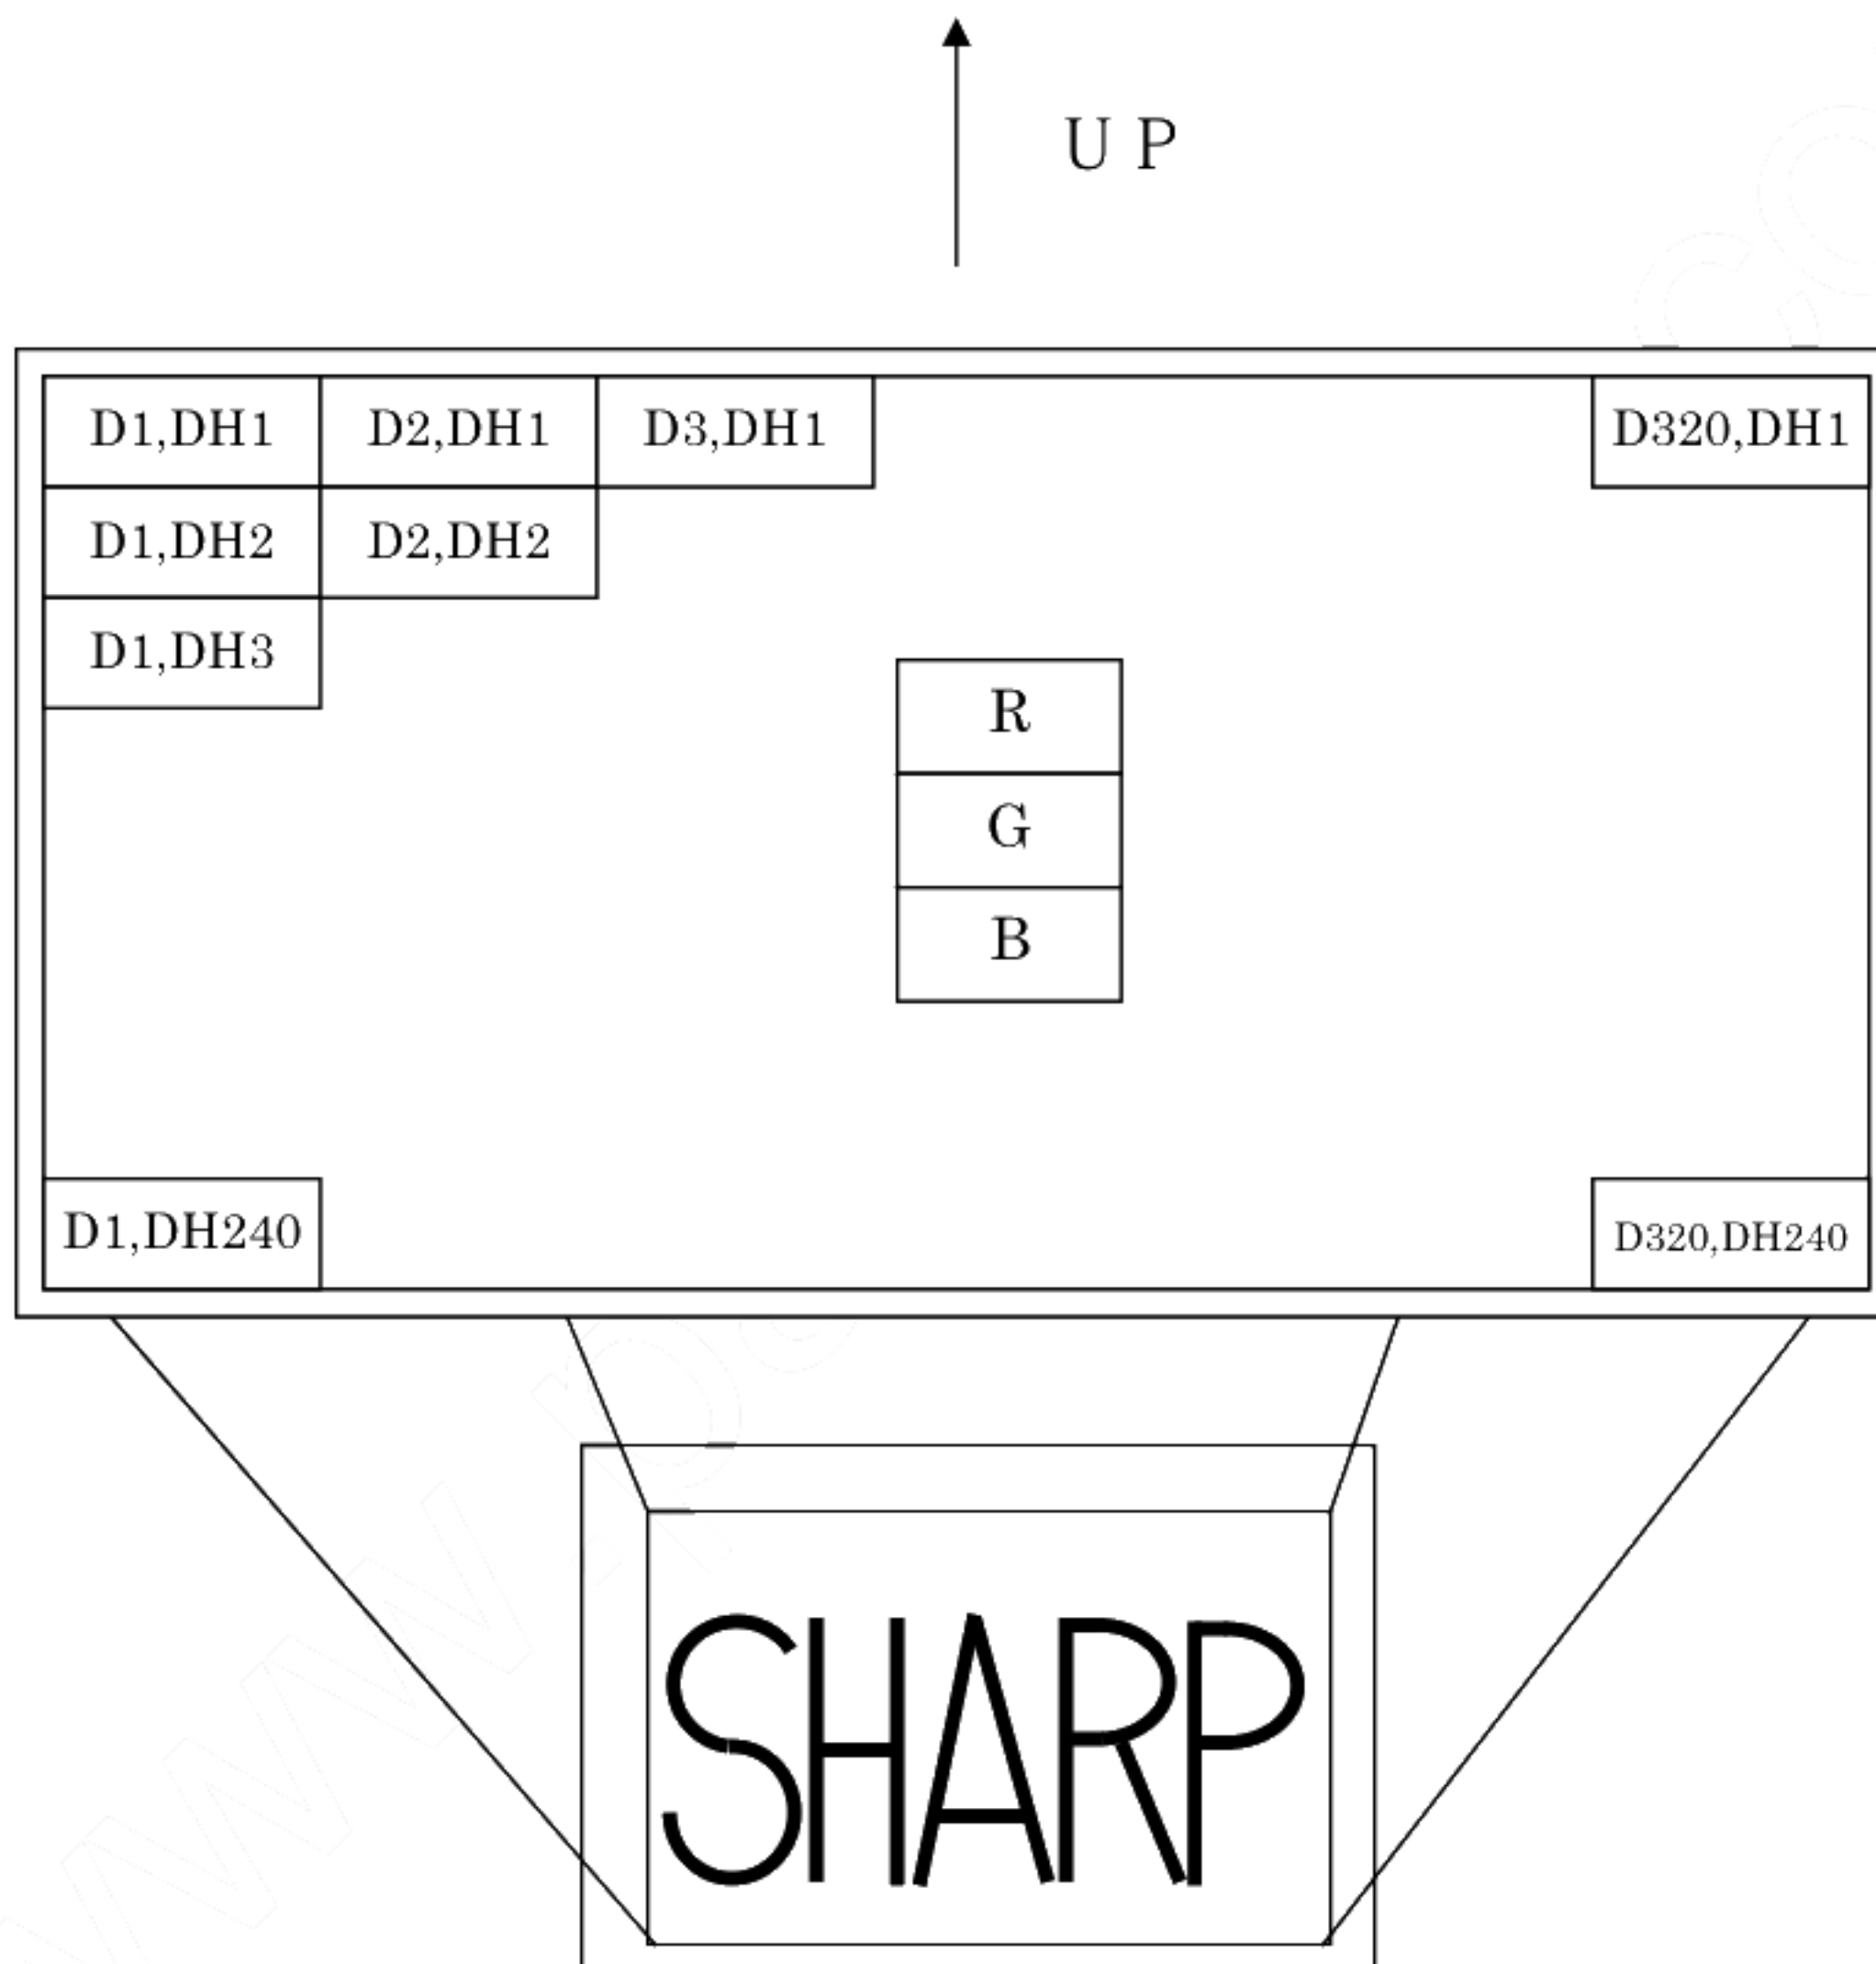 UP
D1,DH1 D2,DH1 D3,DH1 D320,DH1
D1,DH2 D2,DH2
D1,DH3
R
G
B
D1,DH240 D320,DH240
SHARP